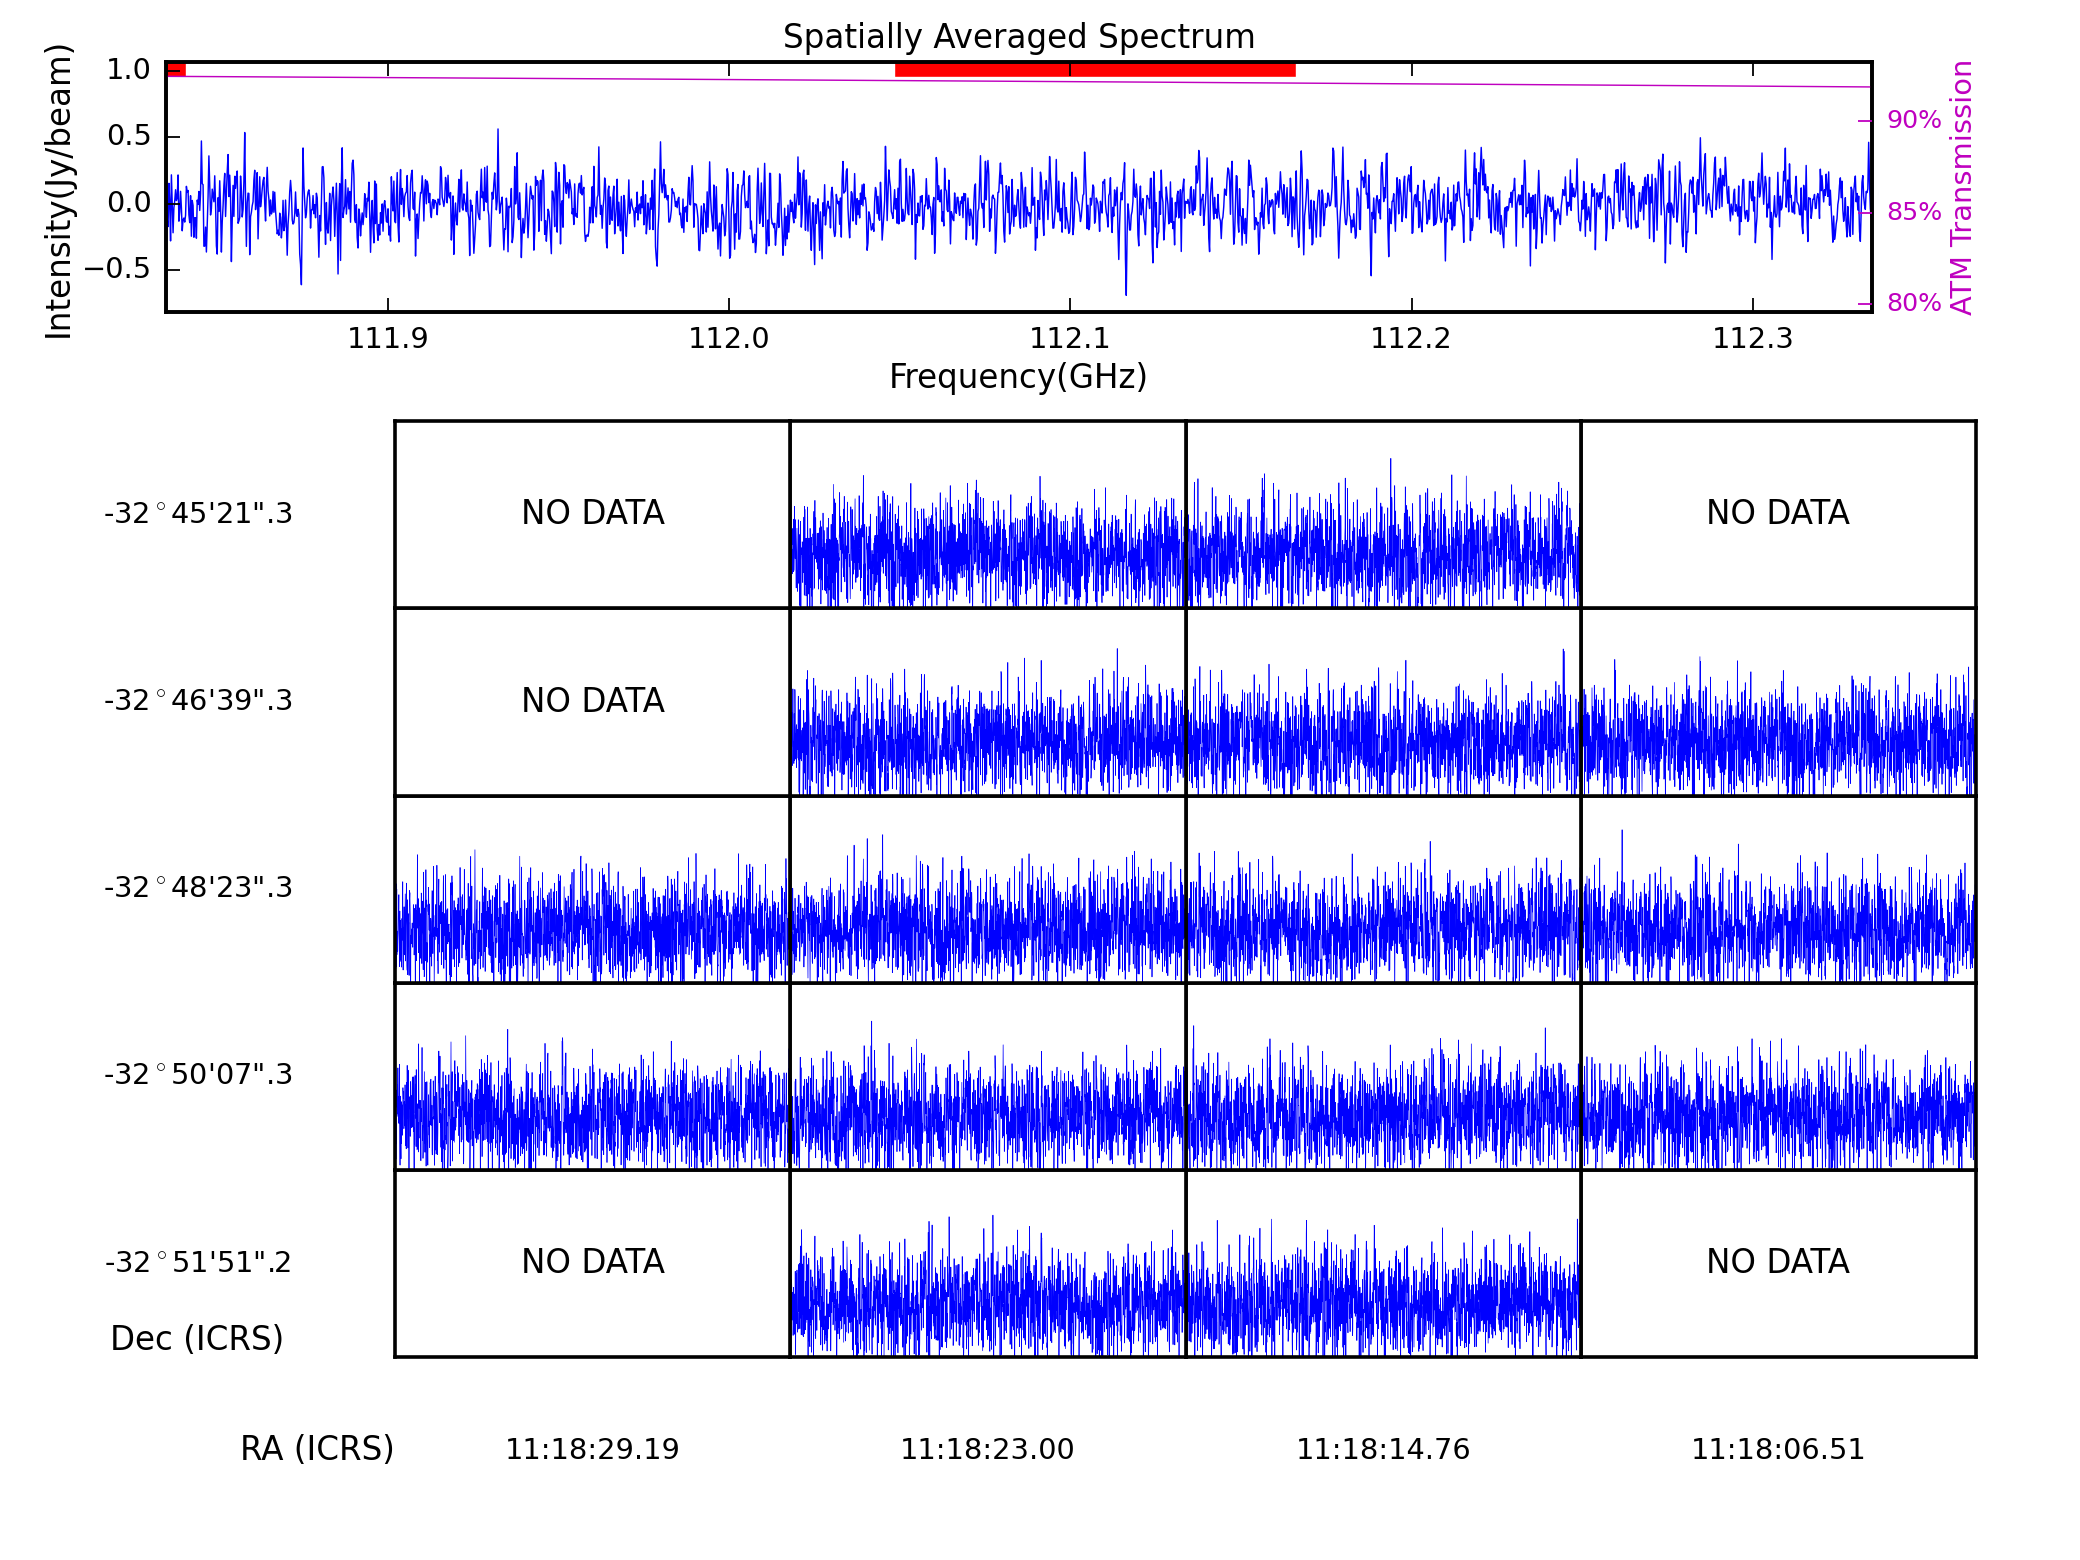 Spatially Averaged Spectrum
Intensity(Jy/beam)
1.0
0.5
0.0
−0.5
90%
85%
80%
ATM Transmission
111.9 112.0 112.1 112.2 112.3
Frequency(GHz)
-32°45'21".3 NO DATA NO DATA
-32°46'39".3 NO DATA
-32°48'23".3
-32°50'07".3
-32°51'51".2 NO DATA NO DATA
Dec (ICRS)
RA (ICRS) 11:18:29.19 11:18:23.00 11:18:14.76 11:18:06.51